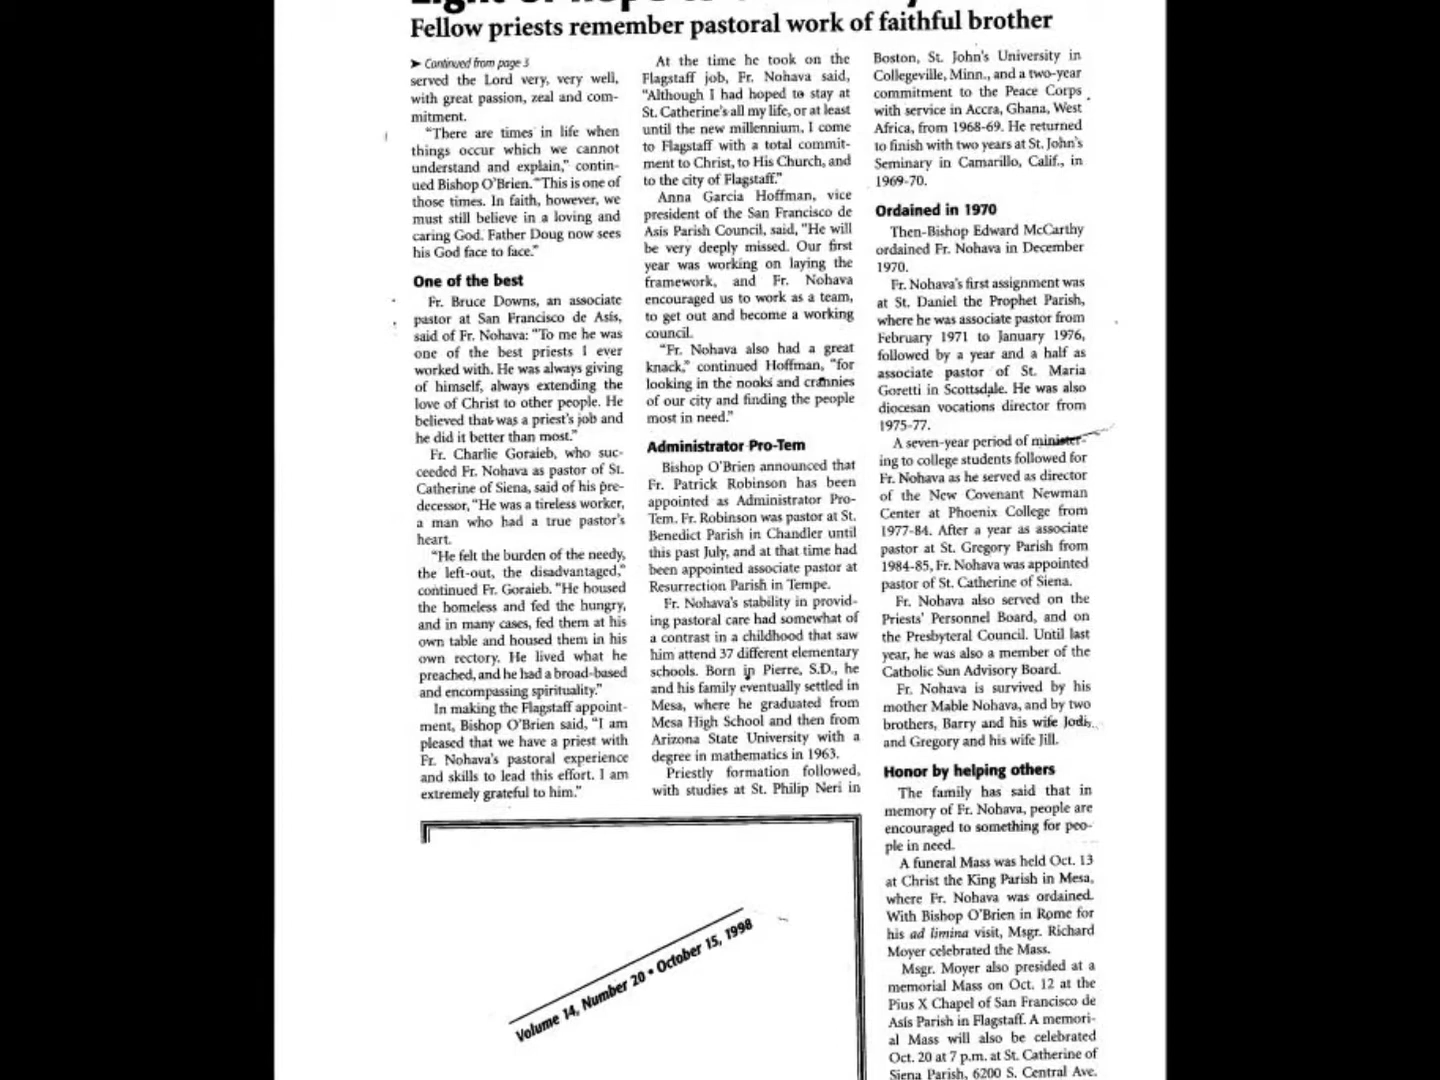 Fellow priests remember pastoral work of faithful brother
➤ Continued from page 3
served the Lord very, very well,
with great passion, zeal and com-
mitment.
“There are times in life when
things occur which we cannot
understand and explain,” contin-
ued Bishop O’Brien. “This is one of
those times. In faith, however, we
must still believe in a loving and
caring God. Father Doug now sees
his God face to face.”
One of the best
Fr. Bruce Downs, an associate
pastor at San Francisco de Asis,
said of Fr. Nohava: “To me he was
one of the best priests I ever
worked with. He was always giving
of himself, always extending the
love of Christ to other people. He
believed that was a priest’s job and
he did it better than most.”
Fr. Charlie Goraieb, who suc-
ceeded Fr. Nohava as pastor of St.
Catherine of Siena, said of his pre-
decessor, “He was a tireless worker,
a man who had a true pastor’s
heart.
“He felt the burden of the needy,
the left-out, the disadvantaged,”
continued Fr. Goraieb. “He housed
the homeless and fed the hungry,
and in many cases, fed them at his
own table and housed them in his
own rectory. He lived what he
preached, and he had a broad-based
and encompassing spirituality.”
In making the Flagstaff appoint-
ment, Bishop O’Brien said, “I am
pleased that we have a priest with
Fr. Nohava’s pastoral experience
and skills to lead this effort. I am
extremely grateful to him.”
At the time he took on the
Flagstaff job, Fr. Nohava said,
“Although I had hoped to stay at
St. Catherine’s all my life, or at least
until the new millennium, I come
to Flagstaff with a total commit-
ment to Christ, to His Church, and
to the city of Flagstaff.”
Anna Garcia Hoffman, vice
president of the San Francisco de
Asis Parish Council, said, “He will
be very deeply missed. Our first
year was working on laying the
framework, and Fr. Nohava
encouraged us to work as a team,
to get out and become a working
council.
“Fr. Nohava also had a great
knack,” continued Hoffman, “for
looking in the nooks and crannies
of our city and finding the people
most in need.”
Administrator Pro-Tem
Bishop O’Brien announced that
Fr. Patrick Robinson has been
appointed as Administrator Pro-
Tem. Fr. Robinson was pastor at St.
Benedict Parish in Chandler until
this past July, and at that time had
been appointed associate pastor at
Resurrection Parish in Tempe.
Fr. Nohava’s stability in provid-
ing pastoral care had somewhat of
a contrast in a childhood that saw
him attend 37 different elementary
schools. Born in Pierre, S.D., he
and his family eventually settled in
Mesa, where he graduated from
Mesa High School and then from
Arizona State University with a
degree in mathematics in 1963.
Priestly formation followed,
with studies at St. Philip Neri in
Boston, St. John’s University in
Collegeville, Minn., and a two-year
commitment to the Peace Corps
with service in Accra, Ghana, West
Africa, from 1968-69. He returned
to finish with two years at St. John’s
Seminary in Camarillo, Calif., in
1969-70.
Ordained in 1970
Then-Bishop Edward McCarthy
ordained Fr. Nohava in December
1970.
Fr. Nohava’s first assignment was
at St. Daniel the Prophet Parish,
where he was associate pastor from
February 1971 to January 1976,
followed by a year and a half as
associate pastor of St. Maria
Goretti in Scottsdale. He was also
diocesan vocations director from
1975-77.
A seven-year period of minister-
ing to college students followed for
Fr. Nohava as he served as director
of the New Covenant Newman
Center at Phoenix College from
1977-84. After a year as associate
pastor at St. Gregory Parish from
1984-85, Fr. Nohava was appointed
pastor of St. Catherine of Siena.
Fr. Nohava also served on the
Priests’ Personnel Board, and on
the Presbyteral Council. Until last
year, he was also a member of the
Catholic Sun Advisory Board.
Fr. Nohava is survived by his
mother Mable Nohava, and by two
brothers, Barry and his wife Jodi,
and Gregory and his wife Jill.
Honor by helping others
The family has said that in
memory of Fr. Nohava, people are
encouraged to something for peo-
ple in need.
A funeral Mass was held Oct. 13
at Christ the King Parish in Mesa,
where Fr. Nohava was ordained.
With Bishop O’Brien in Rome for
his ad limina visit, Msgr. Richard
Moyer celebrated the Mass.
Msgr. Moyer also presided at a
memorial Mass on Oct. 12 at the
Pius X Chapel of San Francisco de
Asis Parish in Flagstaff. A memori-
al Mass will also be celebrated
Oct. 20 at 7 p.m. at St. Catherine of
Siena Parish, 6200 S. Central Ave.
Volume 14, Number 20 • October 15, 1998